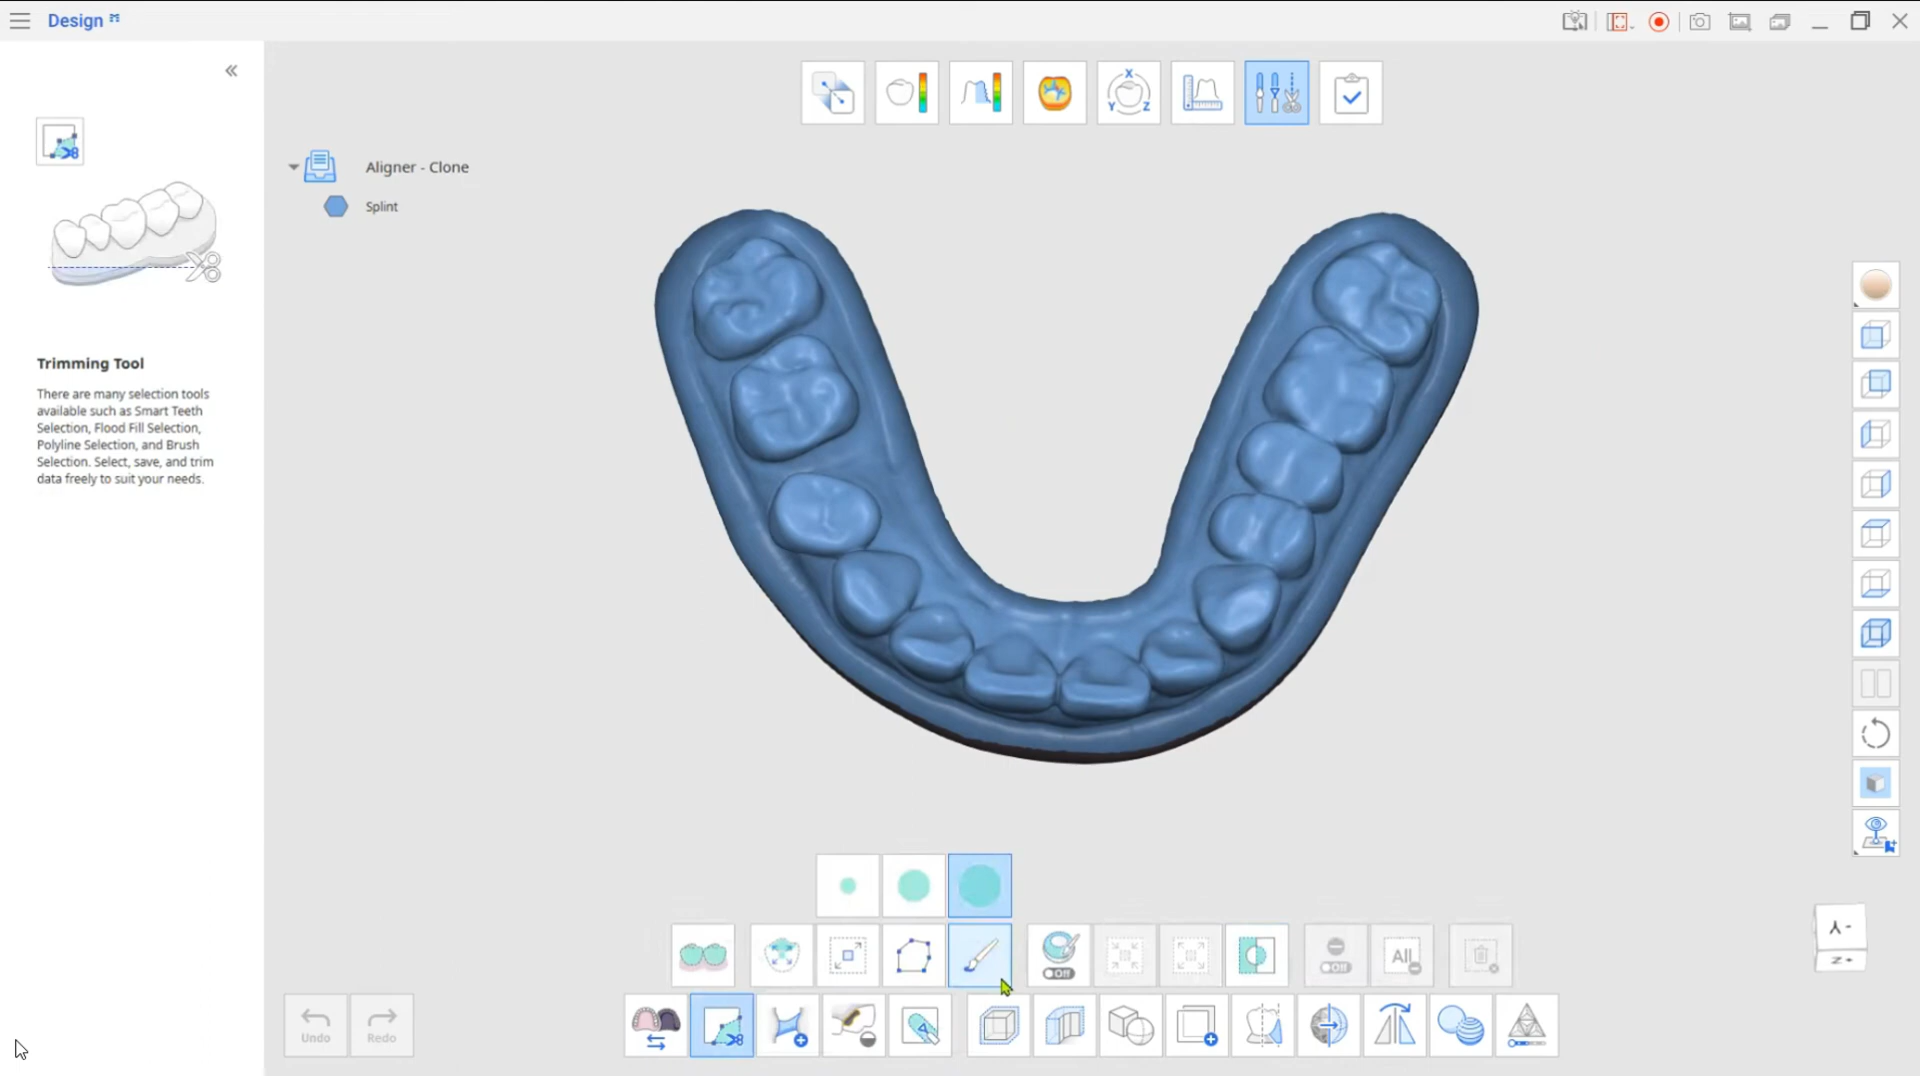 Design
X
Y Z
Aligner - Clone
Splint
Trimming Tool
There are many selection tools
available such as Smart Teeth
Selection, Flood Fill Selection,
Polyline Selection, and Brush
Selection. Select, save, and trim
data freely to suit your needs.
Off
Off
All
Undo
Redo
Y -
Z +